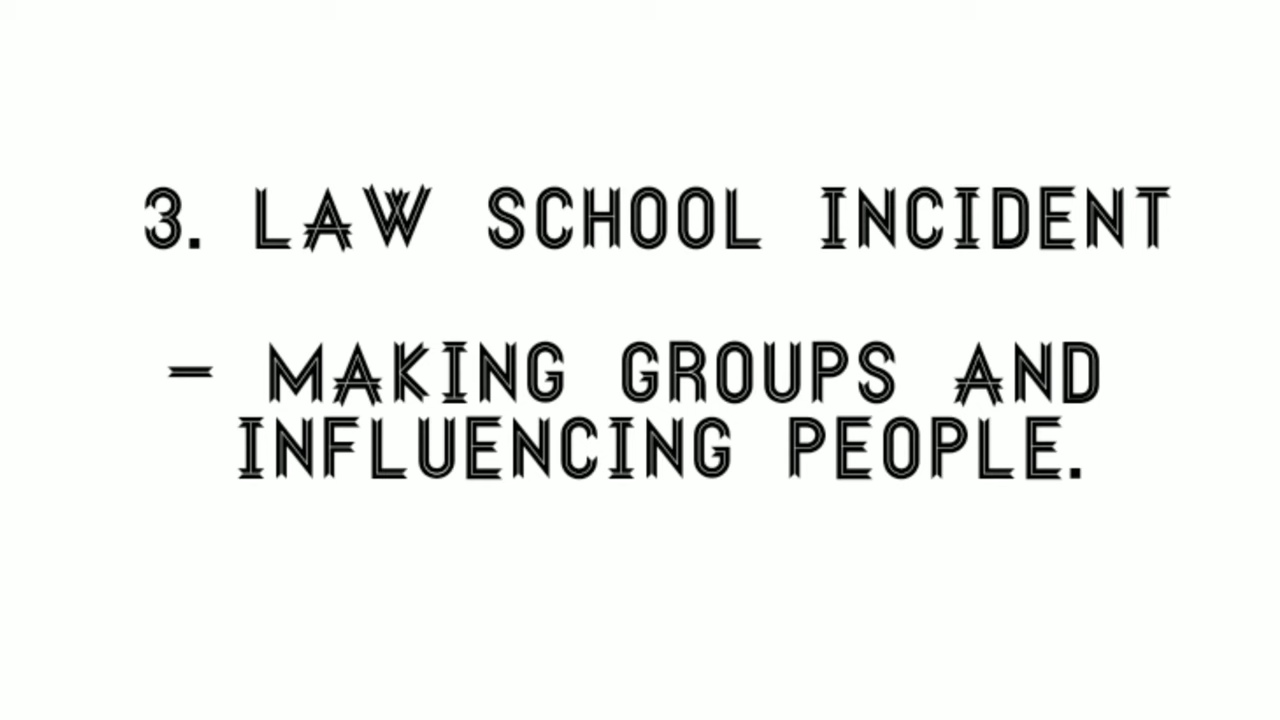 3. LAW SCHOOL INCIDENT
- MAKING GROUPS AND
INFLUENCING PEOPLE.